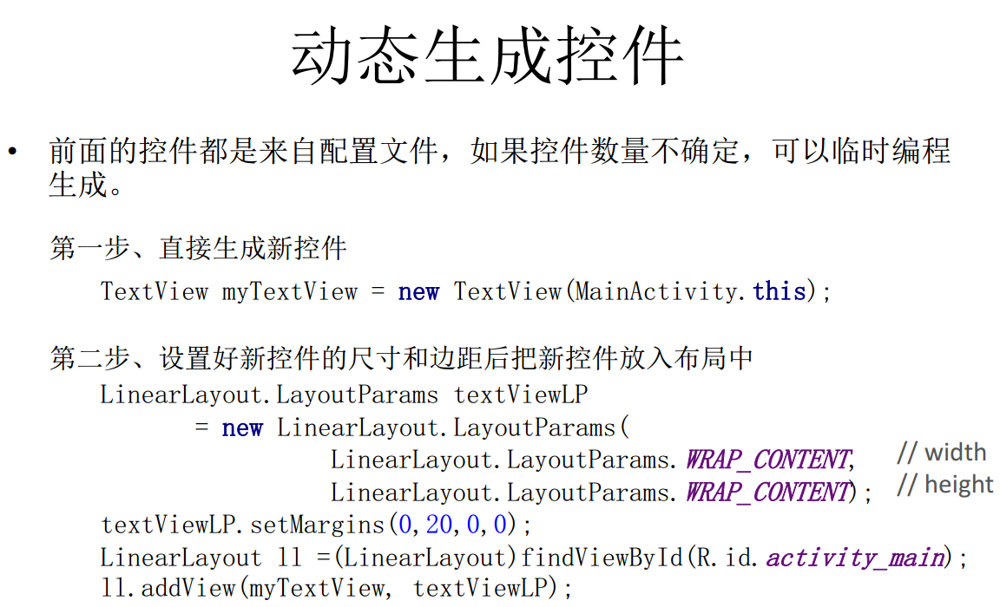 动态生成控件
• 前面的控件都是来自配置文件，如果控件数量不确定，可以临时编程
生成。
第一步、直接生成新控件
TextView myTextView = new TextView(MainActivity.this);
第二步、设置好新控件的尺寸和边距后把新控件放入布局中
LinearLayout.LayoutParams textViewLP
= new LinearLayout.LayoutParams(
LinearLayout.LayoutParams.WRAP_CONTENT, // width
LinearLayout.LayoutParams.WRAP_CONTENT); // height
textViewLP.setMargins(0,20,0,0);
LinearLayout ll =(LinearLayout)findViewById(R.id.activity_main);
ll.addView(myTextView, textViewLP);